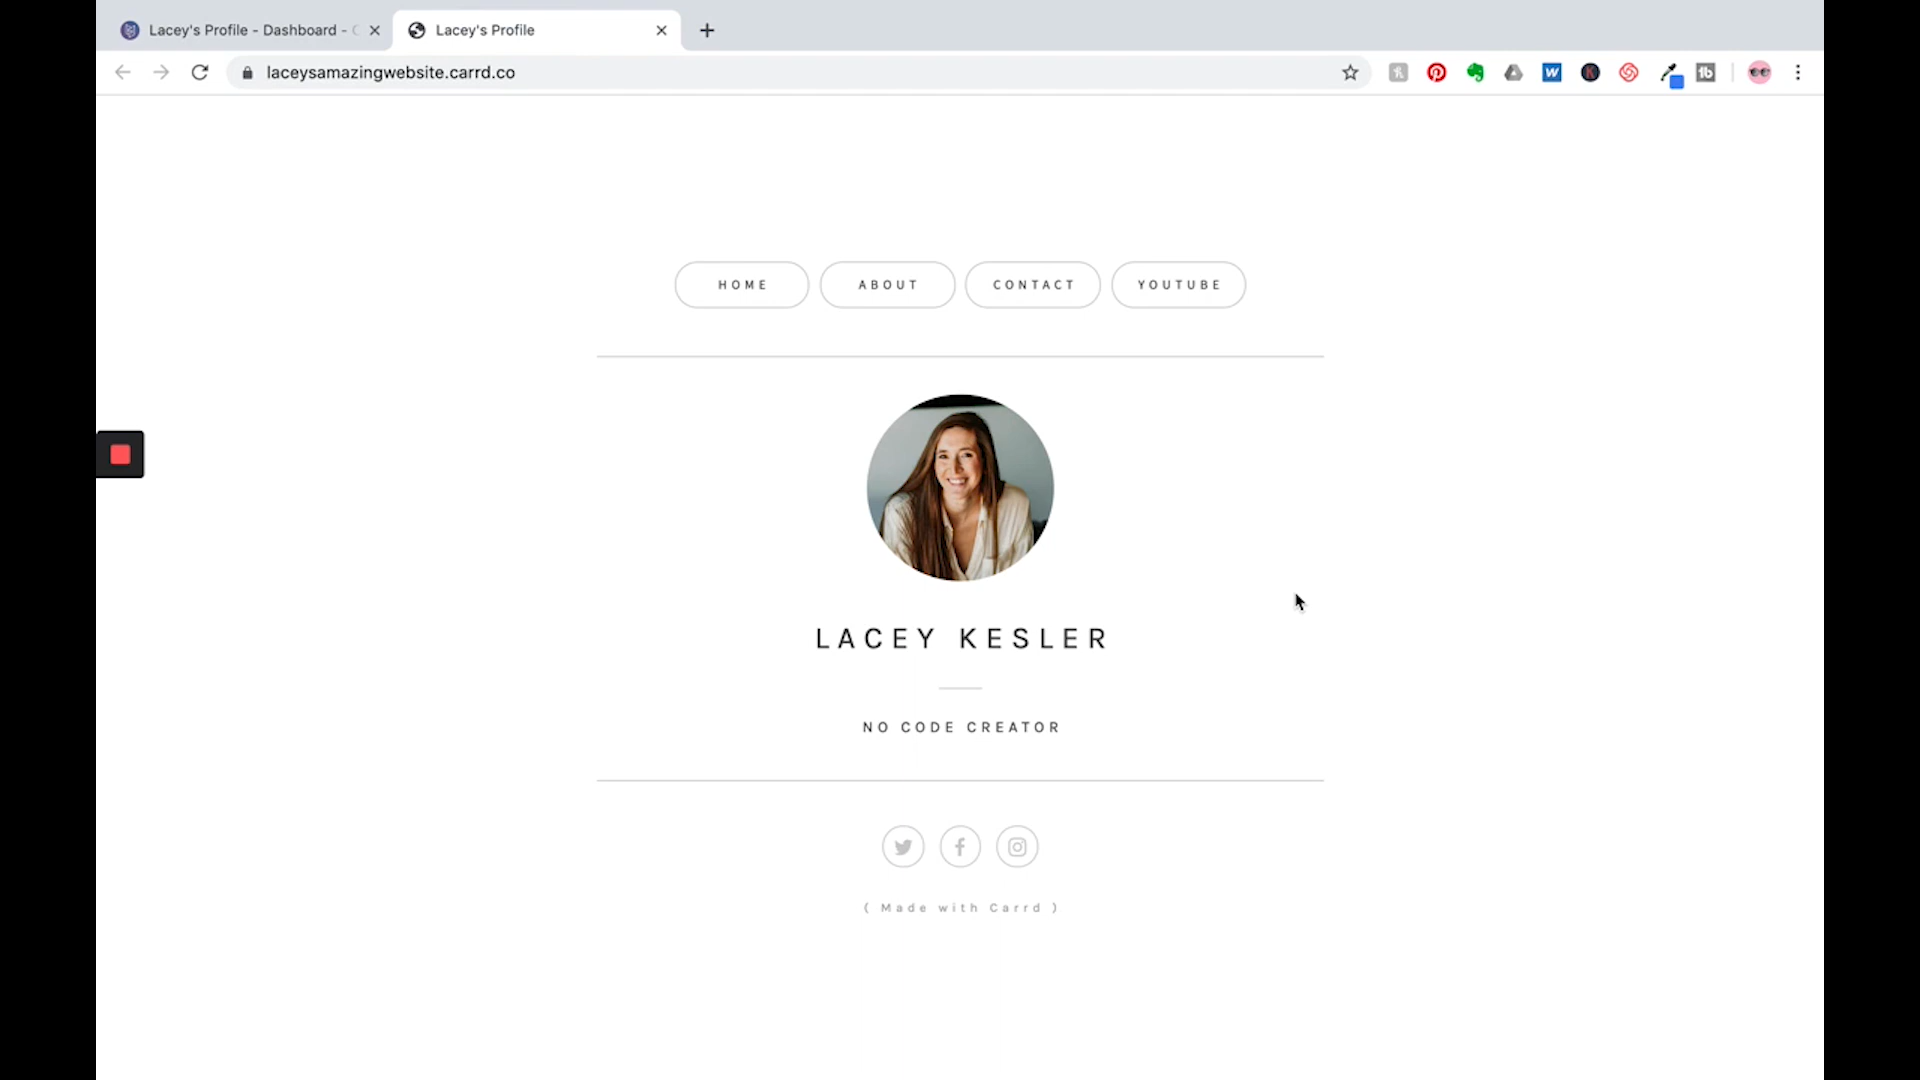 Lacey's Profile - Dashboard -
Lacey's Profile
laceysamazingwebsite.carrd.co
HOME
ABOUT
CONTACT
YOUTUBE
LACEY KESLER
NO CODE CREATOR
( Made with Carrd )